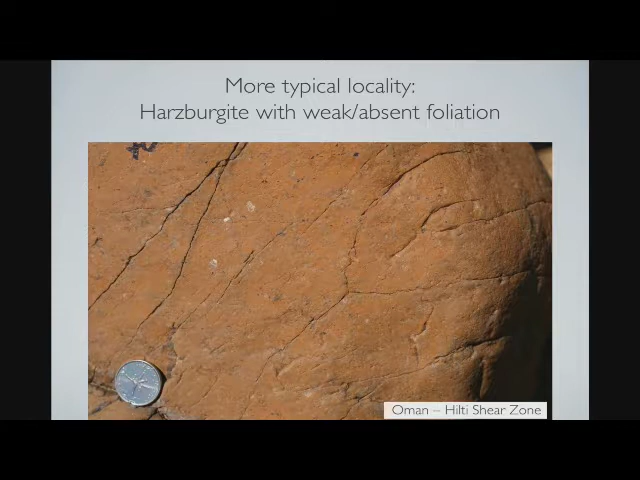 More typical locality:
Harzburgite with weak/absent foliation
Oman – Hilti Shear Zone